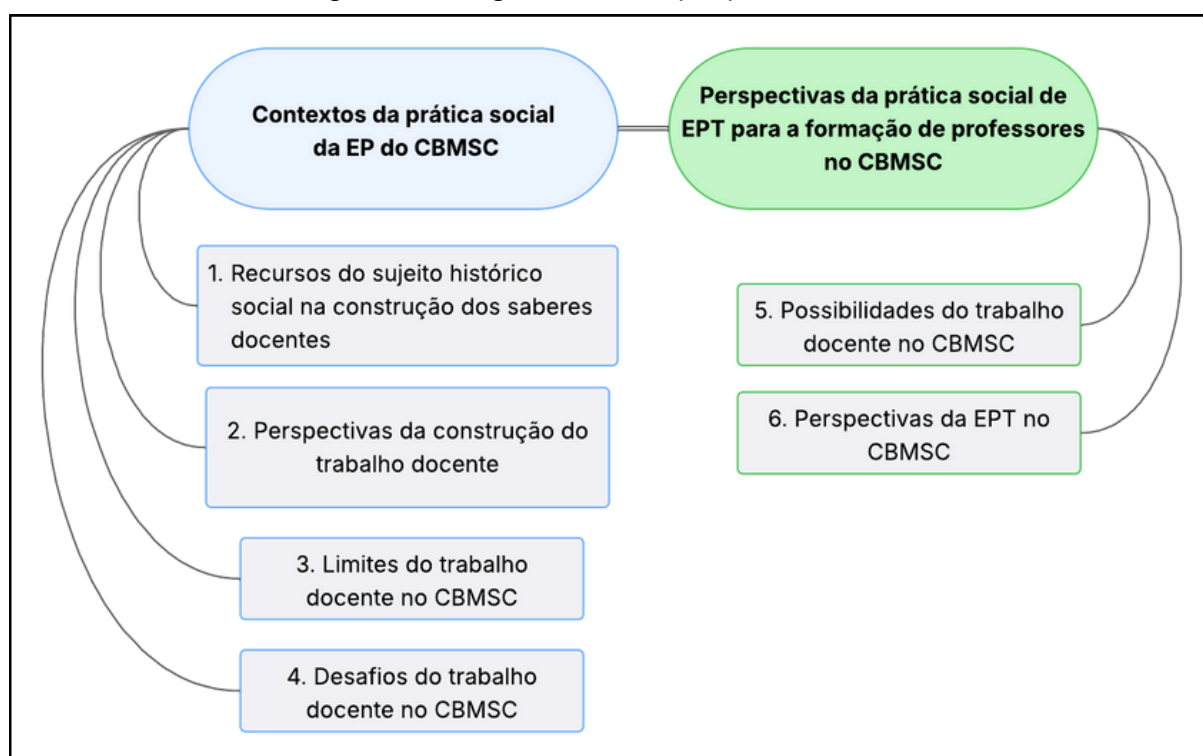 Contextos da prática social
da EP do CBMSC
Perspectivas da prática social de
EPT para a formação de professores
no CBMSC
1. Recursos do sujeito histórico
social na construção dos saberes
docentes
2. Perspectivas da construção do
trabalho docente
3. Limites do trabalho
docente no CBMSC
4. Desafios do trabalho
docente no CBMSC
5. Possibilidades do trabalho
docente no CBMSC
6. Perspectivas da EPT no
CBMSC